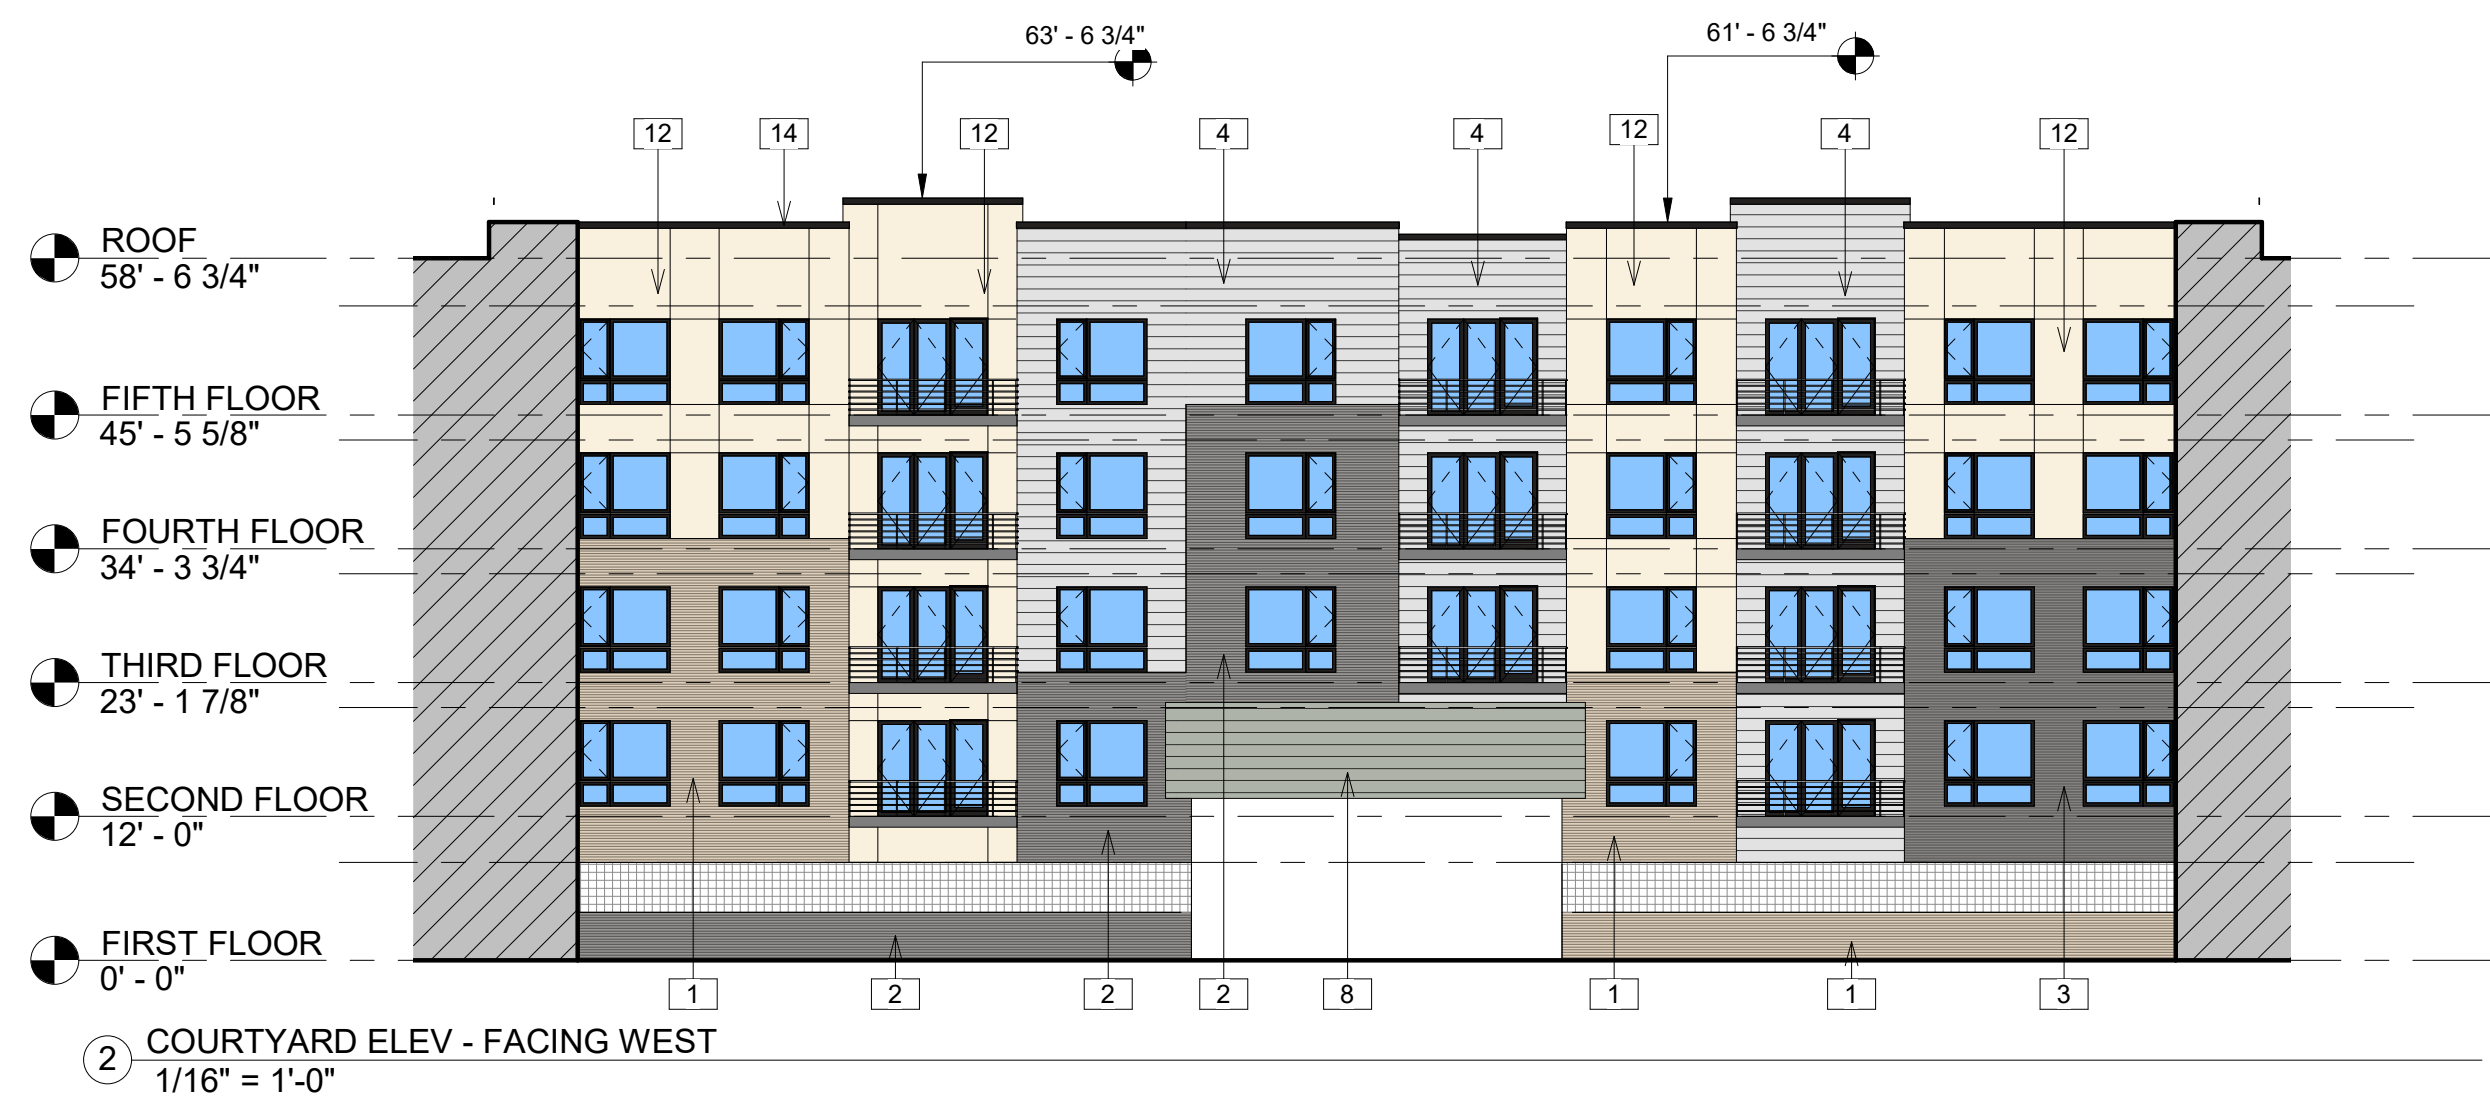 63' - 6 3/4"
61' - 6 3/4"
12
14
12
4
4
12
4
12
ROOF
58' - 6 3/4"
FIFTH FLOOR
45' - 5 5/8"
FOURTH FLOOR
34' - 3 3/4"
THIRD FLOOR
23' - 1 7/8"
SECOND FLOOR
12' - 0"
FIRST FLOOR
0' - 0"
1
2
2
2
8
1
1
3
2
COURTYARD ELEV - FACING WEST
1/16" = 1'-0"